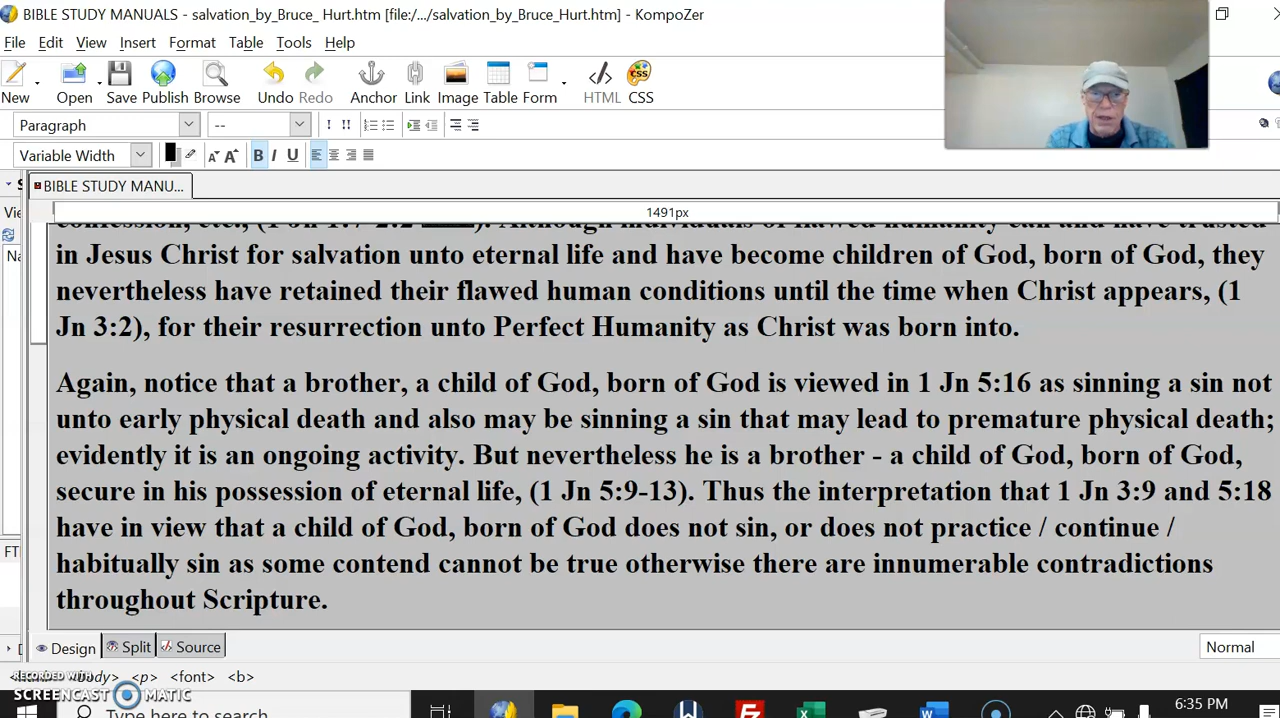 BIBLE STUDY MANUALS - salvation_by_Bruce_ Hurt.htm [file:/.../salvation_by_Bruce_Hurt.htm] - KompoZer
File Edit View Insert Format Table Tools Help
New Open Save Publish Browse Undo Redo Anchor Link Image Table Form HTML CSS
Paragraph --
Variable Width B I U
BIBLE STUDY MANU...
1491px
in Jesus Christ for salvation unto eternal life and have become children of God, born of God, they
nevertheless have retained their flawed human conditions until the time when Christ appears, (1
Jn 3:2), for their resurrection unto Perfect Humanity as Christ was born into.
Again, notice that a brother, a child of God, born of God is viewed in 1 Jn 5:16 as sinning a sin not
unto early physical death and also may be sinning a sin that may lead to premature physical death;
evidently it is an ongoing activity. But nevertheless he is a brother - a child of God, born of God,
secure in his possession of eternal life, (1 Jn 5:9-13). Thus the interpretation that 1 Jn 3:9 and 5:18
have in view that a child of God, born of God does not sin, or does not practice / continue /
habitually sin as some contend cannot be true otherwise there are innumerable contradictions
throughout Scripture.
Design Split Source Normal
<body> <p> <font> <b>
RECORDED WITH
SCREENCAST MATIC
Type here to search
6:35 PM